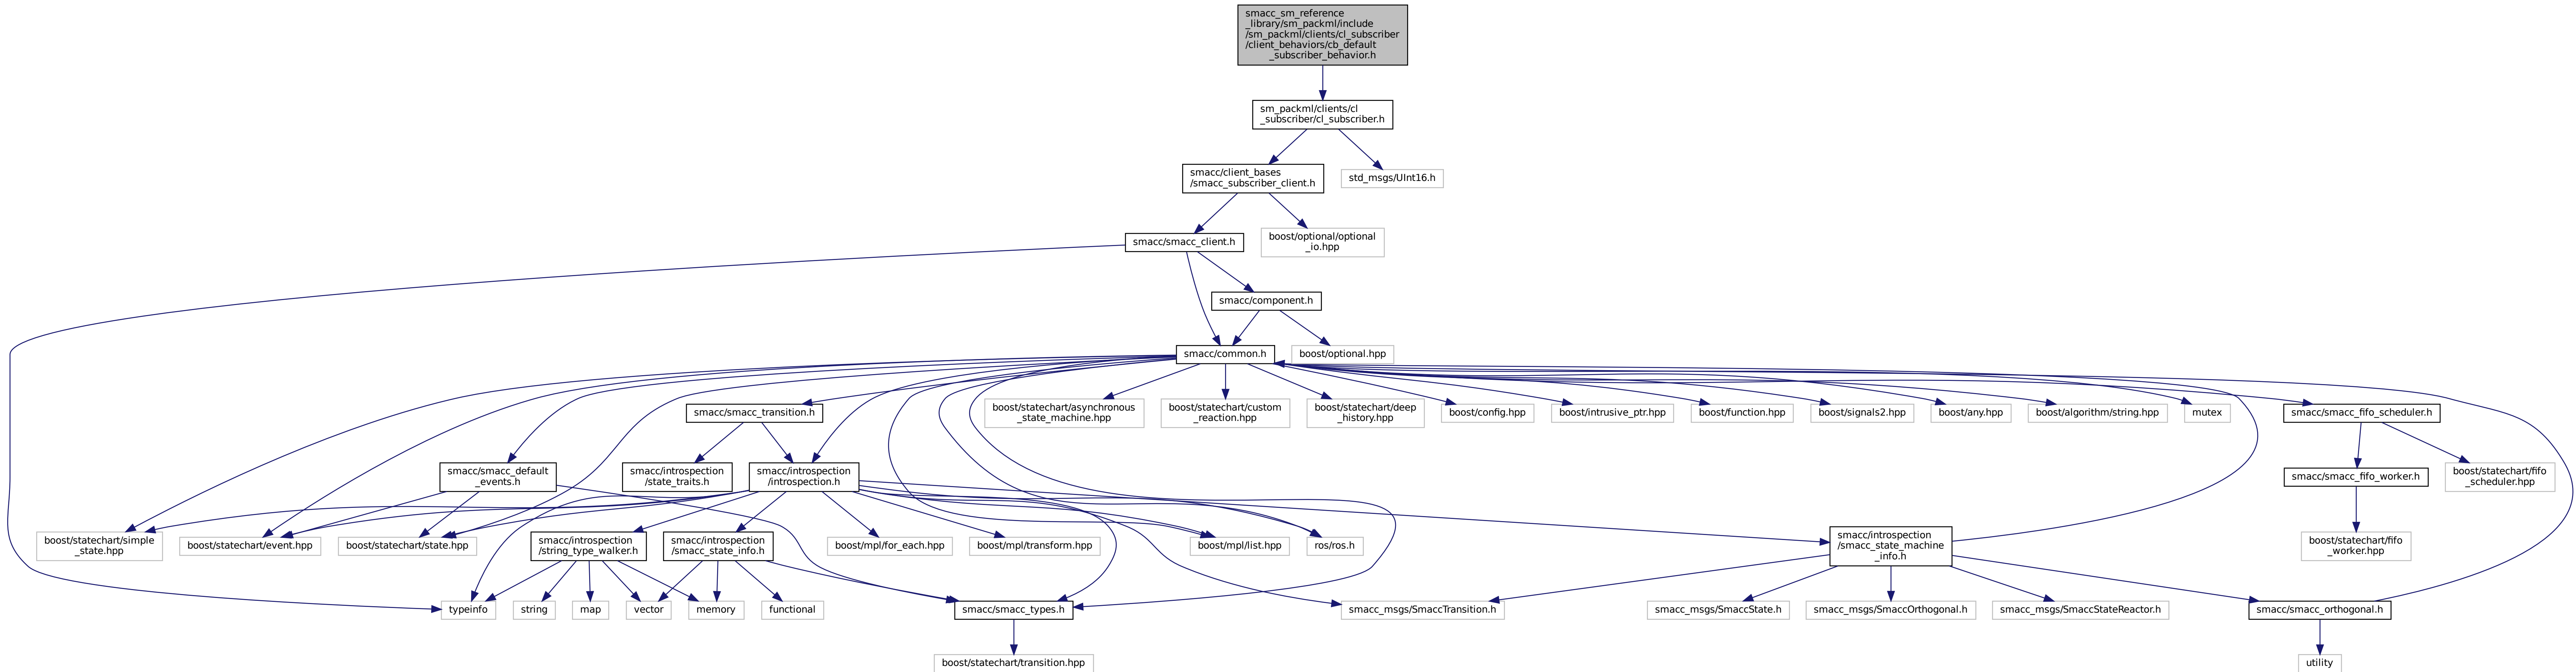 smacc_sm_reference
_library/sm_packml/include
/sm_packml/clients/cl_subscriber
/client_behaviors/cb_default
_subscriber_behavior.h
sm_packml/clients/cl
_subscriber/cl_subscriber.h
smacc/client_bases
/smacc_subscriber_client.h
std_msgs/UInt16.h
smacc/smacc_client.h
boost/optional/optional
_io.hpp
smacc/component.h
smacc/common.h
boost/optional.hpp
smacc/smacc_transition.h
boost/statechart/asynchronous
_state_machine.hpp
boost/statechart/custom
_reaction.hpp
boost/statechart/deep
_history.hpp
boost/config.hpp
boost/intrusive_ptr.hpp
boost/function.hpp
boost/signals2.hpp
boost/any.hpp
boost/algorithm/string.hpp
mutex
smacc/smacc_fifo_scheduler.h
smacc/smacc_default
_events.h
smacc/introspection
/state_traits.h
smacc/introspection
/introspection.h
smacc/smacc_fifo_worker.h
boost/statechart/fifo
_scheduler.hpp
boost/statechart/simple
_state.hpp
boost/statechart/event.hpp
boost/statechart/state.hpp
smacc/introspection
/string_type_walker.h
smacc/introspection
/smacc_state_info.h
boost/mpl/for_each.hpp
boost/mpl/transform.hpp
boost/mpl/list.hpp
ros/ros.h
smacc/introspection
/smacc_state_machine
_info.h
boost/statechart/fifo
_worker.hpp
typeinfo
string
map
vector
memory
functional
smacc/smacc_types.h
smacc_msgs/SmaccTransition.h
smacc_msgs/SmaccState.h
smacc_msgs/SmaccOrthogonal.h
smacc_msgs/SmaccStateReactor.h
smacc/smacc_orthogonal.h
boost/statechart/transition.hpp
utility